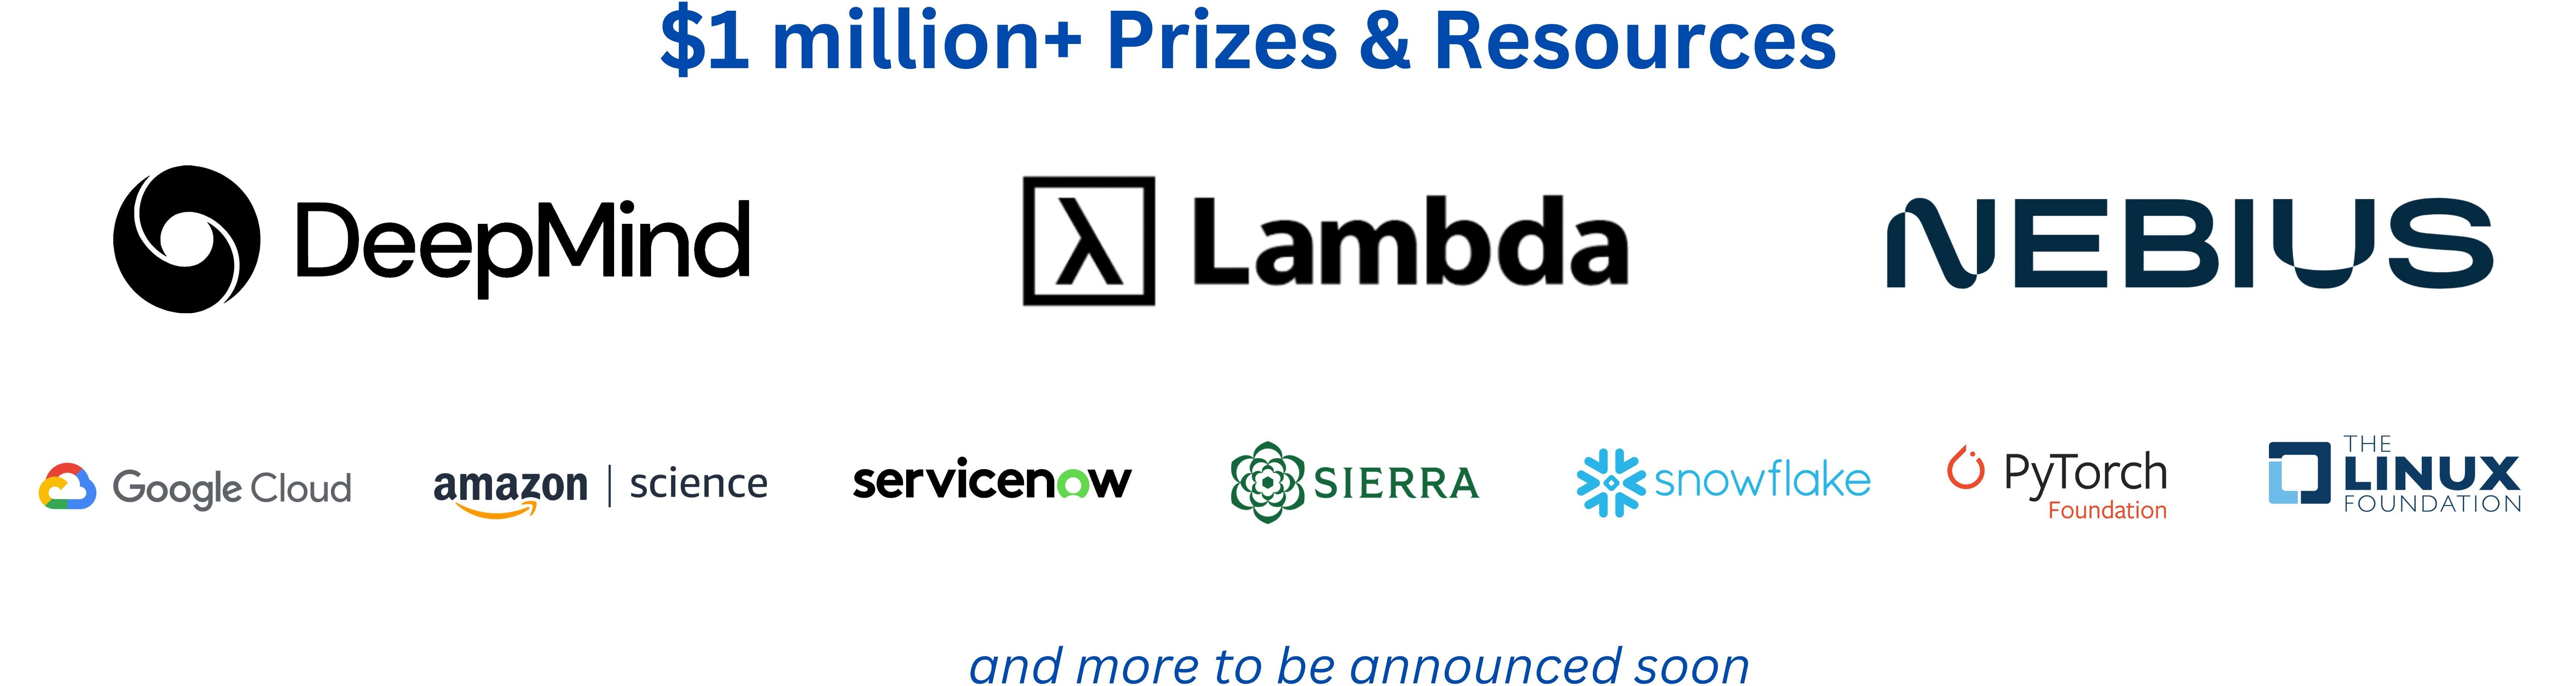 $1 million+ Prizes & Resources
DeepMind
λ Lambda
NEBIUS
Google Cloud
amazon | science
servicenow
SIERRA
snowflake
PyTorch
Foundation
THE
LINUX
FOUNDATION
and more to be announced soon